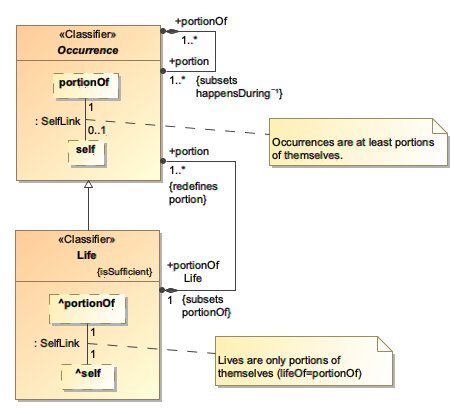 «Classifier»
Occurrence
portionOf
1
: SelfLink
0..1
self
+portionOf
1..*
+portion
1..* {subsets
happensDuring⁻¹}
Occurrences are at least portions
of themselves.
+portion
1..*
{redefines
portion}
«Classifier»
Life
{isSufficient}
^portionOf
1
: SelfLink
1
^self
+portionOf
Life
1 {subsets
portionOf}
Lives are only portions of
themselves (lifeOf=portionOf)